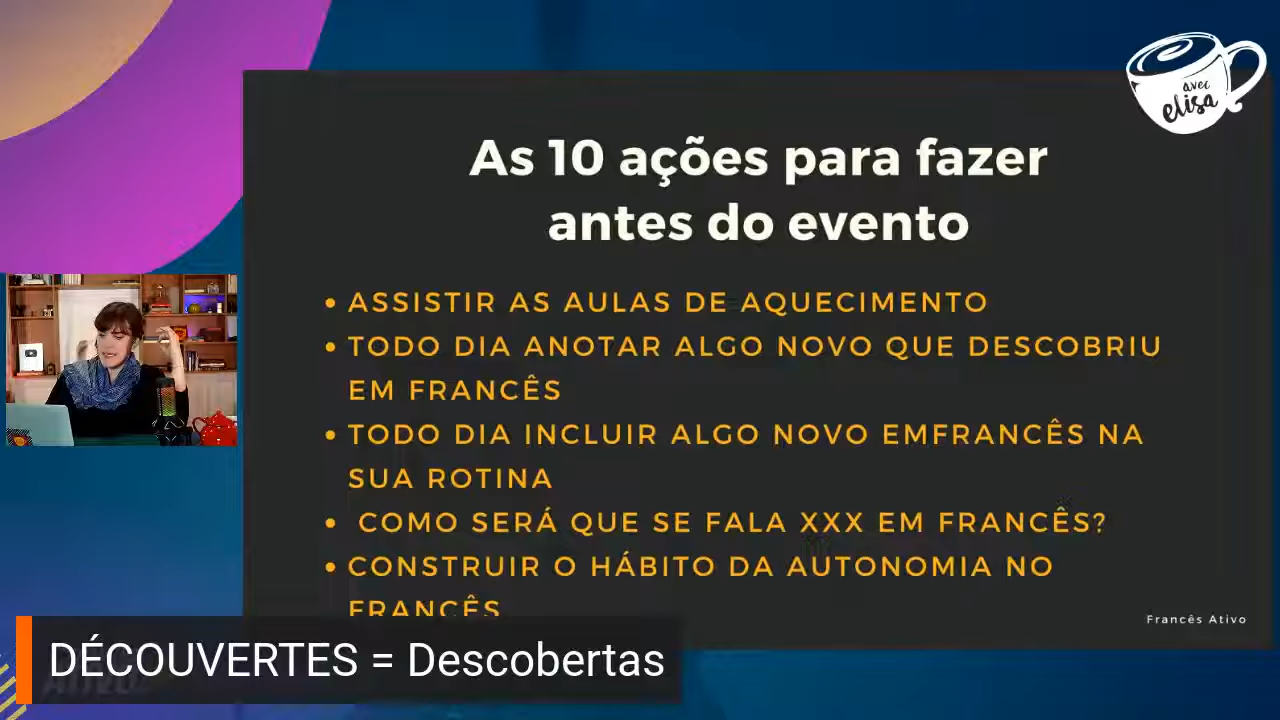 avec
elisa
As 10 ações para fazer
antes do evento
• ASSISTIR AS AULAS DE AQUECIMENTO
• TODO DIA ANOTAR ALGO NOVO QUE DESCOBRIU
EM FRANCÊS
• TODO DIA INCLUIR ALGO NOVO EMFRANCÊS NA
SUA ROTINA
• COMO SERÁ QUE SE FALA XXX EM FRANCÊS?
• CONSTRUIR O HÁBITO DA AUTONOMIA NO
FRANCÊS
Francês Ativo
DÉCOUVERTES = Descobertas